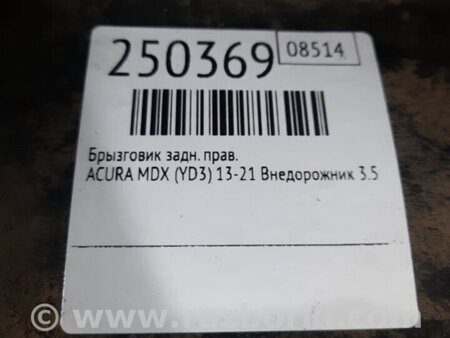 250369 08514
Брызговик задн. прав.
ACURA MDX (YD3) 13-21 Внедорожник 3.5